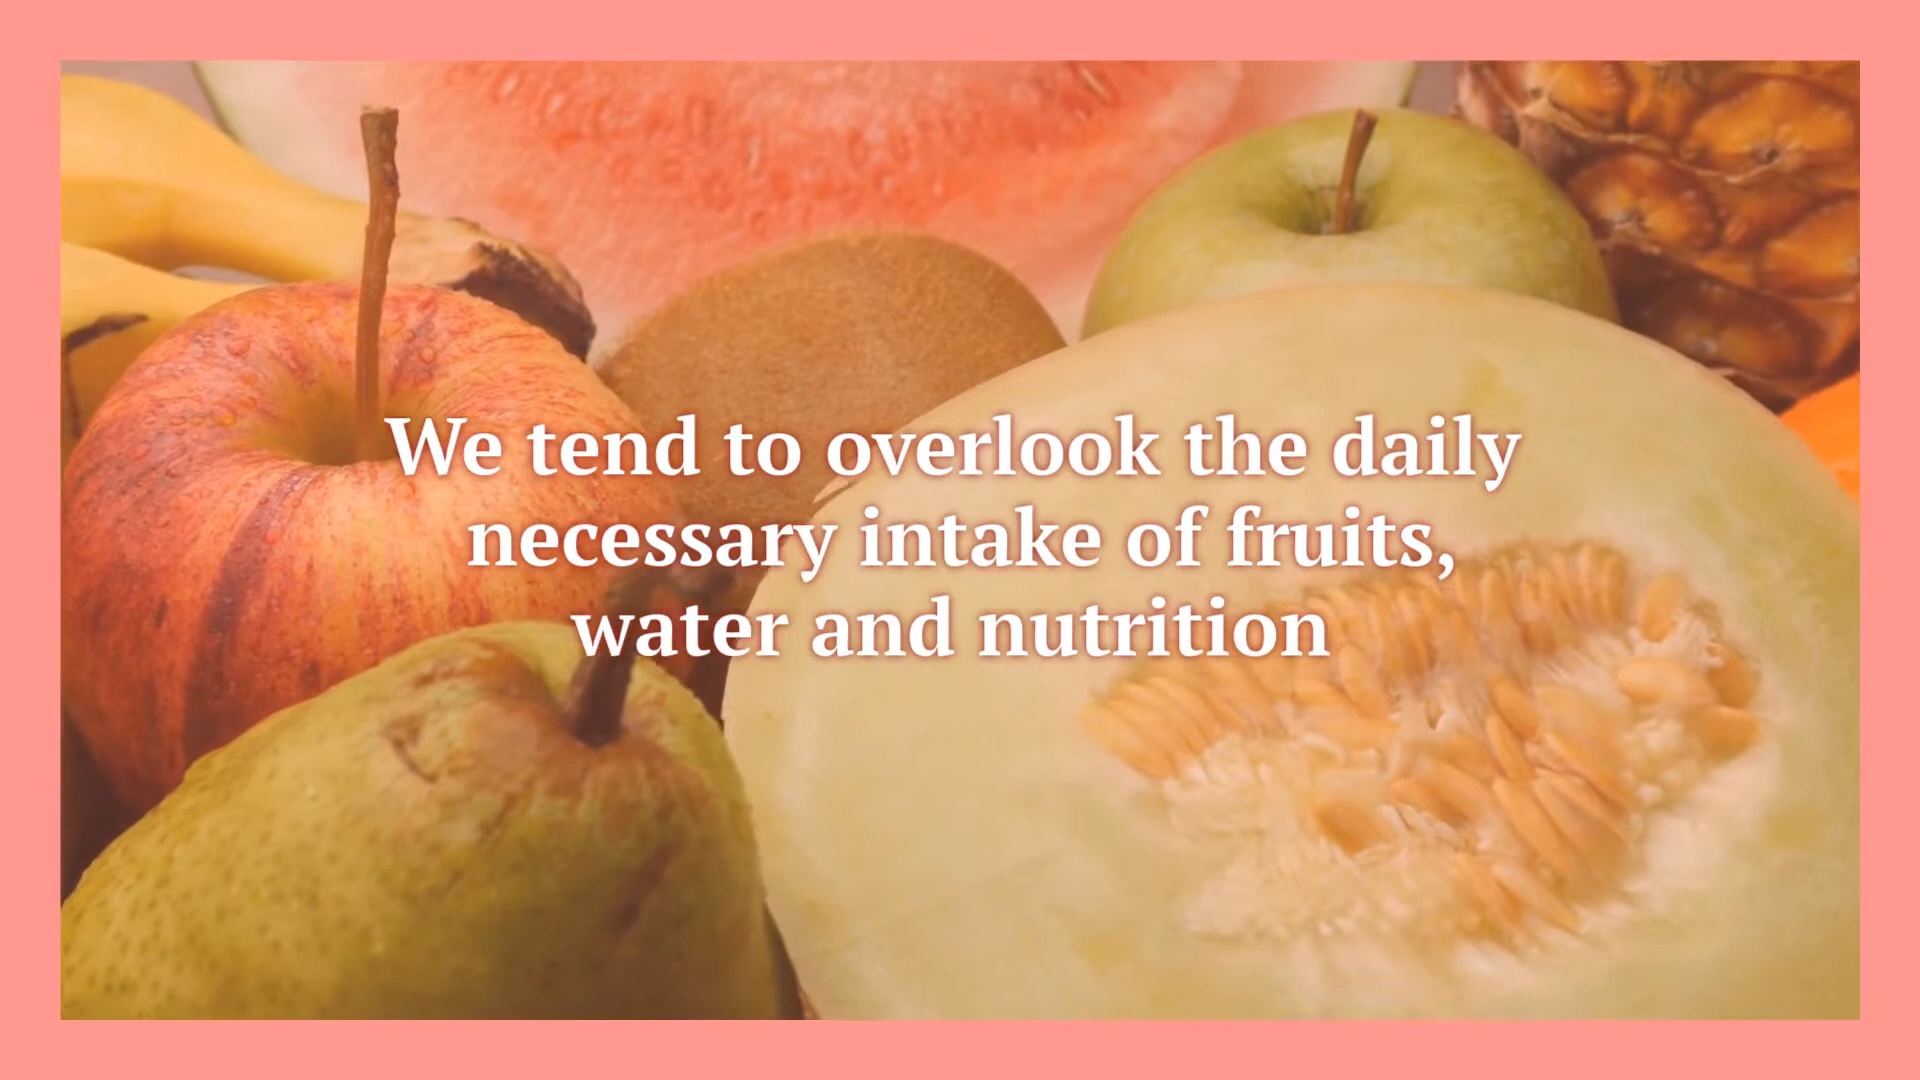 We tend to overlook the daily
necessary intake of fruits,
water and nutrition